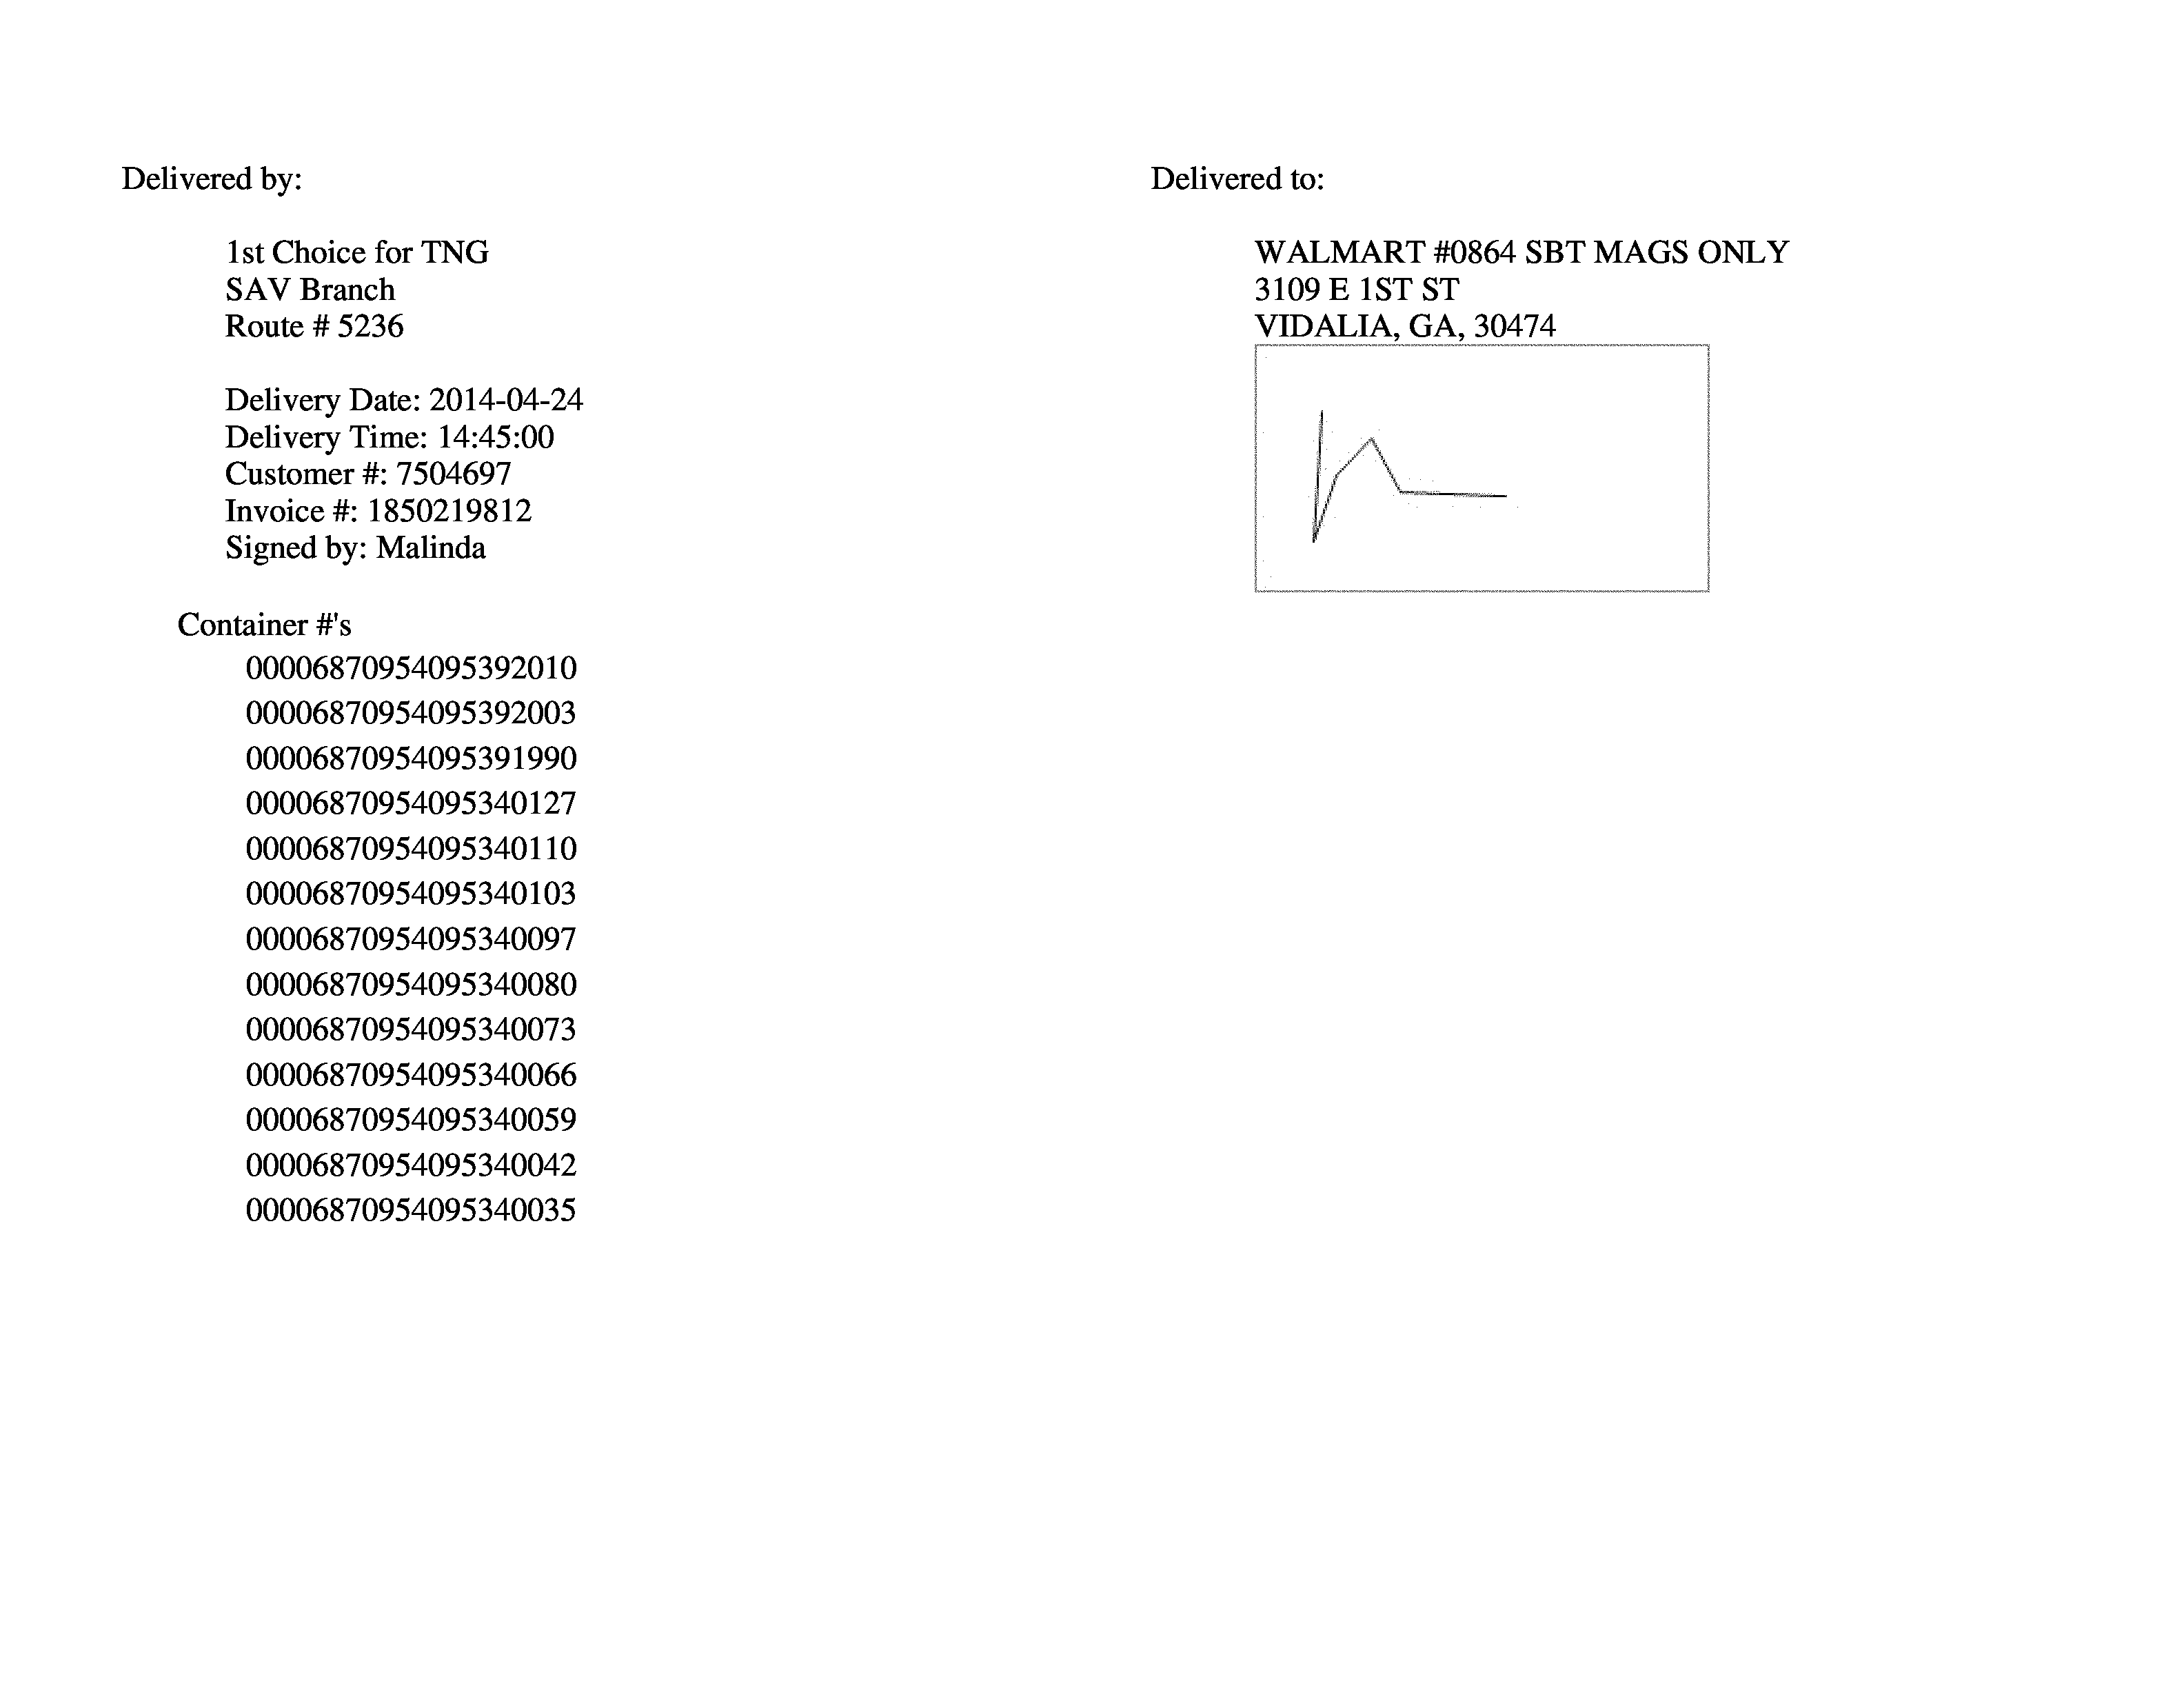 Delivered by:
1st Choice for TNG
SAV Branch
Route # 5236
Delivery Date: 2014-04-24
Delivery Time: 14:45:00
Customer #: 7504697
Invoice #: 1850219812
Signed by: Malinda
Container #'s
00006870954095392010
00006870954095392003
00006870954095391990
00006870954095340127
00006870954095340110
00006870954095340103
00006870954095340097
00006870954095340080
00006870954095340073
00006870954095340066
00006870954095340059
00006870954095340042
00006870954095340035
Delivered to:
WALMART #0864 SBT MAGS ONLY
3109 E 1ST ST
VIDALIA, GA, 30474